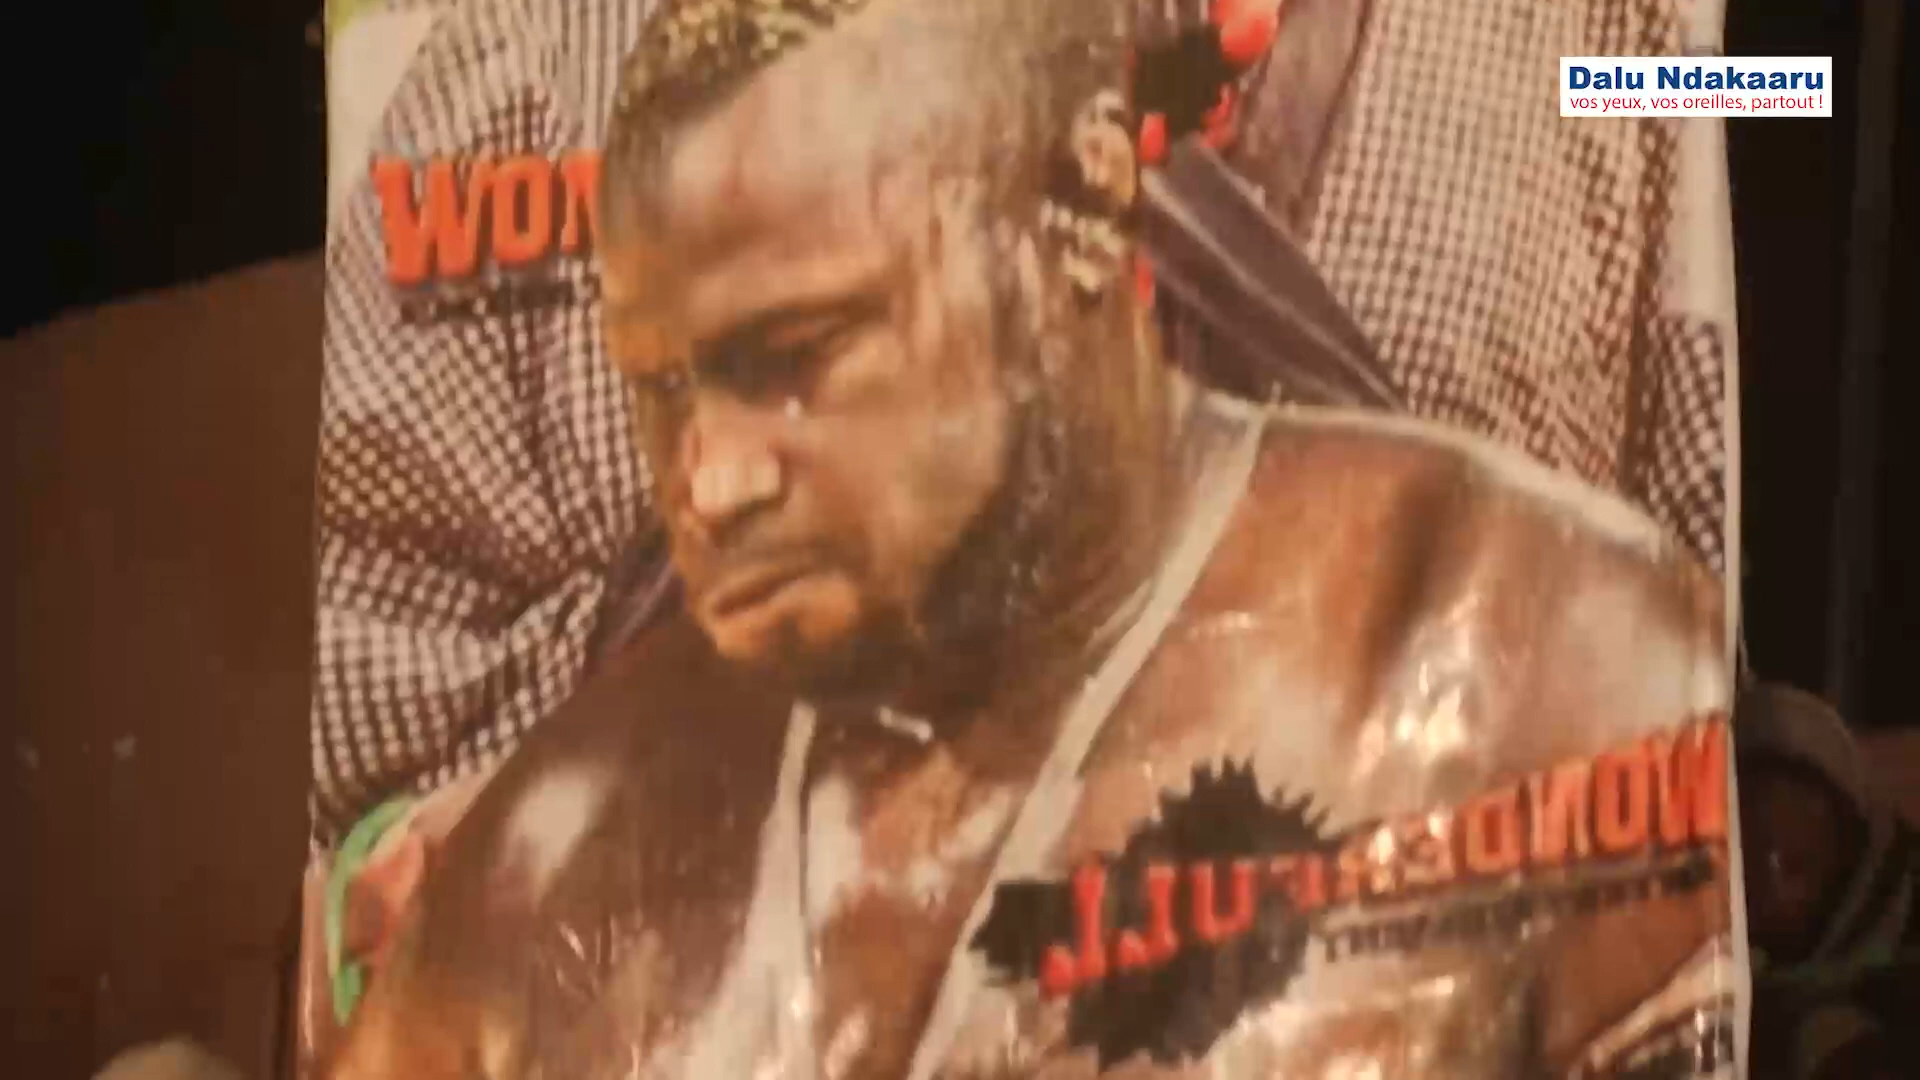 Dalu Ndakaaru
vos yeux, vos oreilles, partout !
WON
WONDERFULL